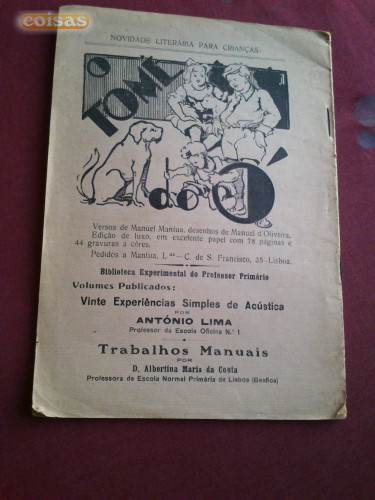 coisas
NOVIDADE LITERÁRIA PARA CRIANÇAS:
O TOMÉ
do Ó
Versos de Manuel Mantua, desenhos de Manuel d'Oliveira.
Edição de luxo, em excelente papel com 78 páginas e
44 gravuras a côres.
Pedidos a Mantua, L.da—C. de S. Francisco, 35-Lisboa.
Biblioteca Experimental do Professor Primário
Volumes Publicados:
Vinte Experiências Simples de Acústica
POR
ANTÓNIO LIMA
Professor da Escola Oficina N.º 1
Trabalhos Manuais
POR
D. Albertina Maria da Costa
Professora da Escola Normal Primária de Lisboa (Benfica)